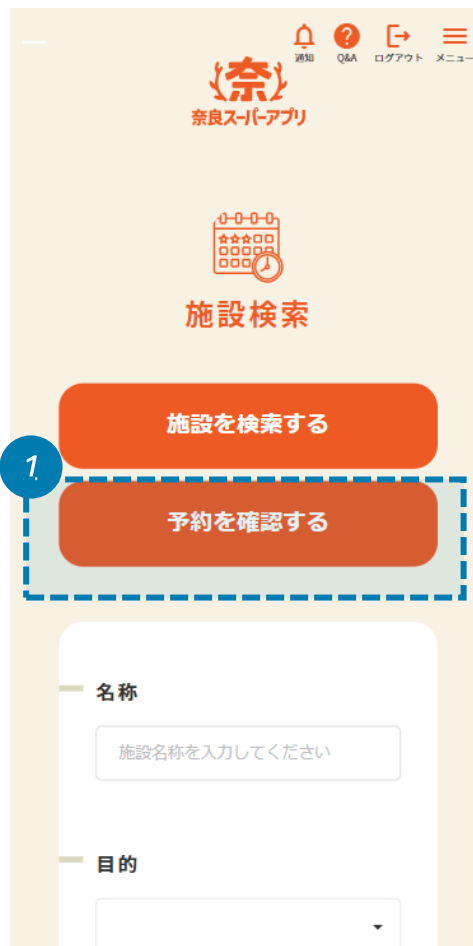 通知 Q&A ログアウト メニュー
奈
奈良スーパーアプリ
施設検索
施設を検索する
1
予約を確認する
名称
施設名称を入力してください
目的